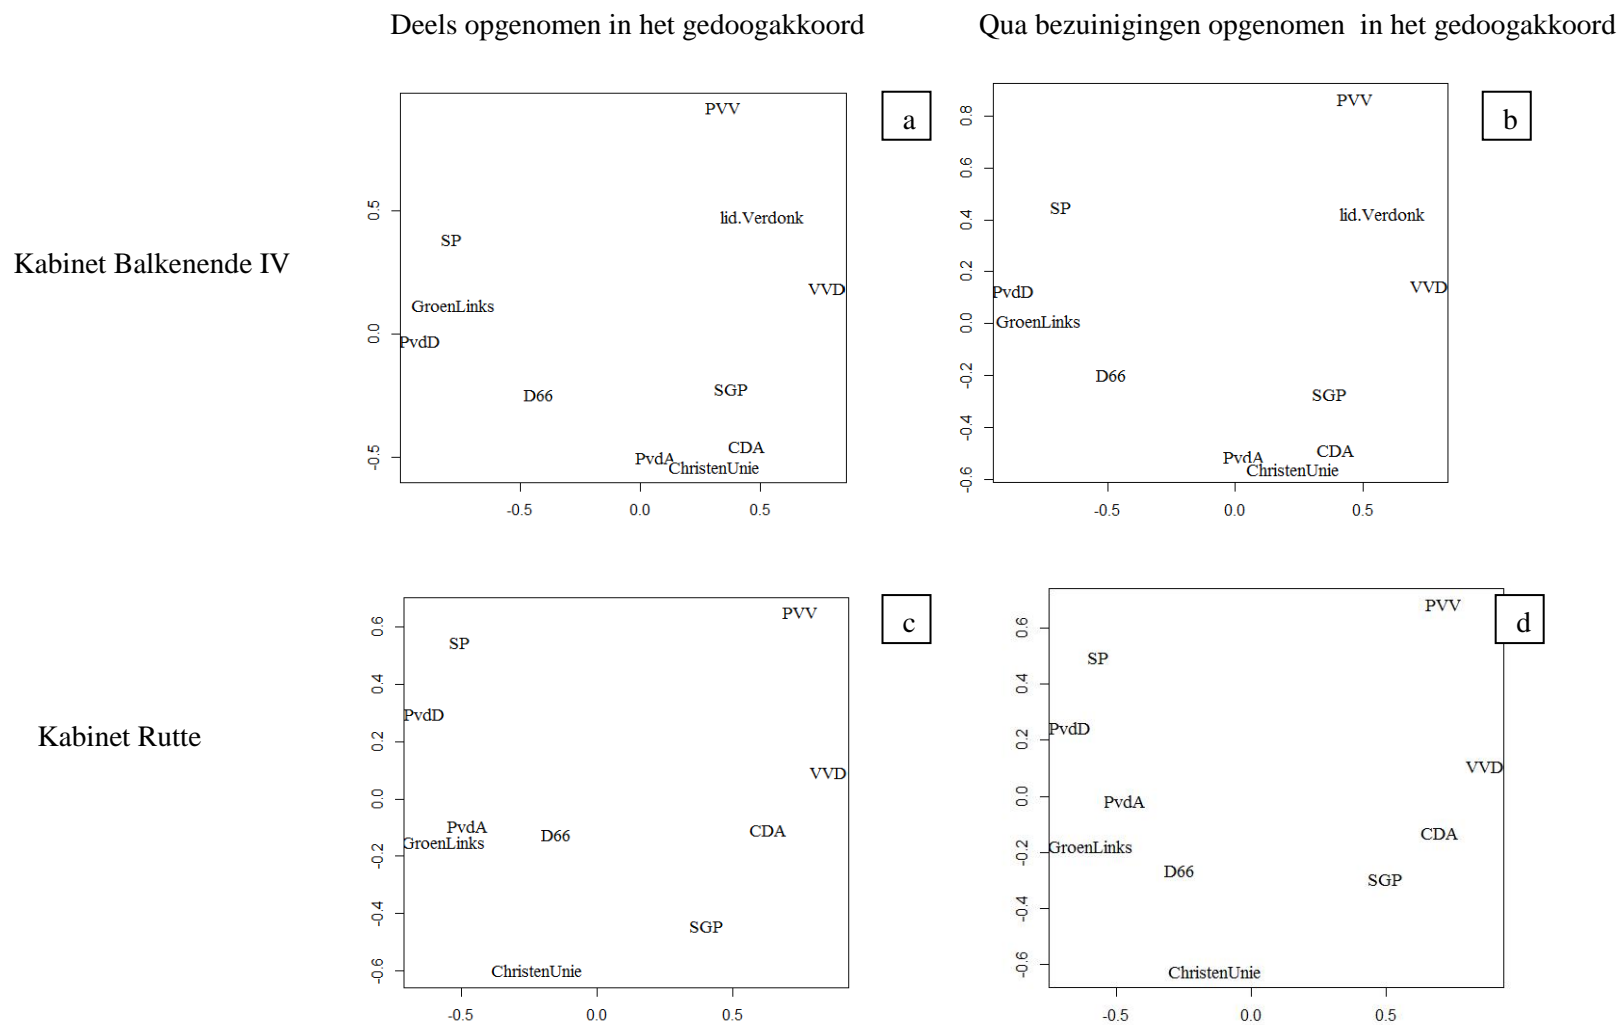 Deels opgenomen in het gedoogakkoord
Qua bezuinigingen opgenomen in het gedoogakkoord
Kabinet Balkenende IV
a
PVV
lid.Verdonk
SP
VVD
GroenLinks
PvdD
D66
SGP
CDA
PvdA
ChristenUnie
0.5
0.0
-0.5
-0.5 0.0 0.5
b
PVV
SP
lid.Verdonk
PvdD
VVD
GroenLinks
D66
SGP
CDA
PvdA
ChristenUnie
0.8
0.6
0.4
0.2
0.0
-0.2
-0.4
-0.6
-0.5 0.0 0.5
Kabinet Rutte
c
PVV
SP
PvdD
VVD
PvdA
D66
CDA
GroenLinks
SGP
ChristenUnie
0.6
0.4
0.2
0.0
-0.2
-0.4
-0.6
-0.5 0.0 0.5
d
PVV
SP
PvdD
VVD
PvdA
CDA
GroenLinks
D66
SGP
ChristenUnie
0.6
0.4
0.2
0.0
-0.2
-0.4
-0.6
-0.5 0.0 0.5